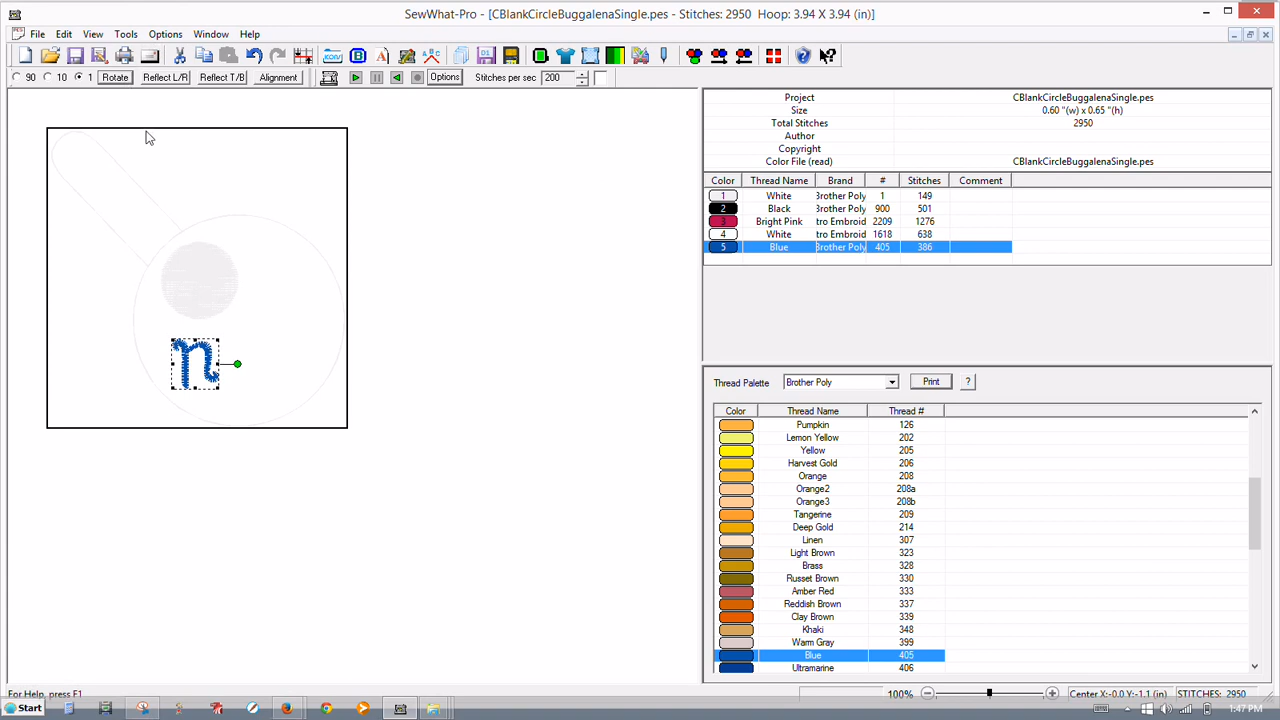 SewWhat-Pro - [CBlankCircleBuggalenaSingle.pes - Stitches: 2950 Hoop: 3.94 X 3.94 (in)]
File Edit View Tools Options Window Help
90 10 1 Rotate Reflect L/R Reflect T/B Alignment Options Stitches per sec 200
Project CBlankCircleBuggalenaSingle.pes
Size 0.60 "(w) x 0.65 "(h)
Total Stitches 2950
Author
Copyright
Color File (read) CBlankCircleBuggalenaSingle.pes
Color Thread Name Brand # Stitches Comment
1 White Brother Poly 1 149
2 Black Brother Poly 900 501
3 Bright Pink tro Embroid 2209 1276
4 White tro Embroid 1618 638
5 Blue Brother Poly 405 386
n
Thread Palette Brother Poly Print ?
Color Thread Name Thread #
Pumpkin 126
Lemon Yellow 202
Yellow 205
Harvest Gold 206
Orange 208
Orange2 208a
Orange3 208b
Tangerine 209
Deep Gold 214
Linen 307
Light Brown 323
Brass 328
Russet Brown 330
Amber Red 333
Reddish Brown 337
Clay Brown 339
Khaki 348
Warm Gray 399
Blue 405
Ultramarine 406
For Help, press F1 100% Center X:-0.0 Y:-1.1 (in) STITCHES: 2950
Start 1:47 PM